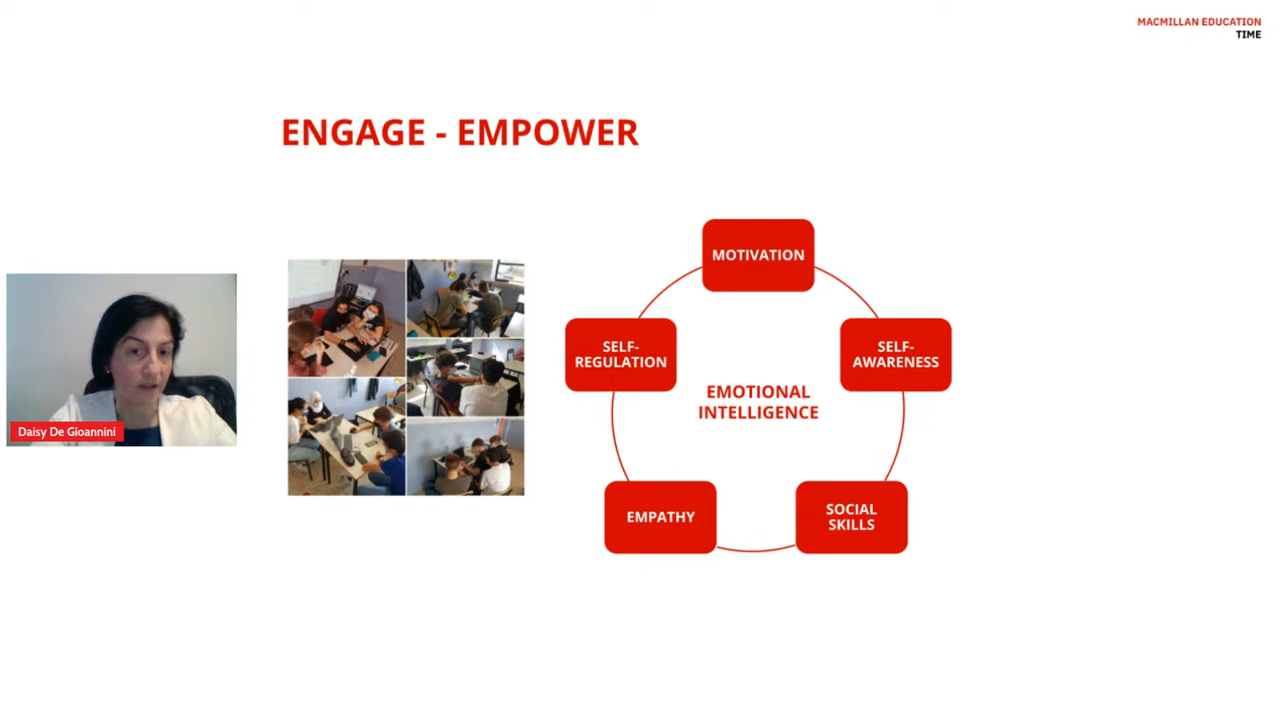 MACMILLAN EDUCATION
TIME
ENGAGE - EMPOWER
MOTIVATION
SELF-
REGULATION
SELF-
AWARENESS
EMOTIONAL
INTELLIGENCE
EMPATHY
SOCIAL
SKILLS
Daisy De Gioannini